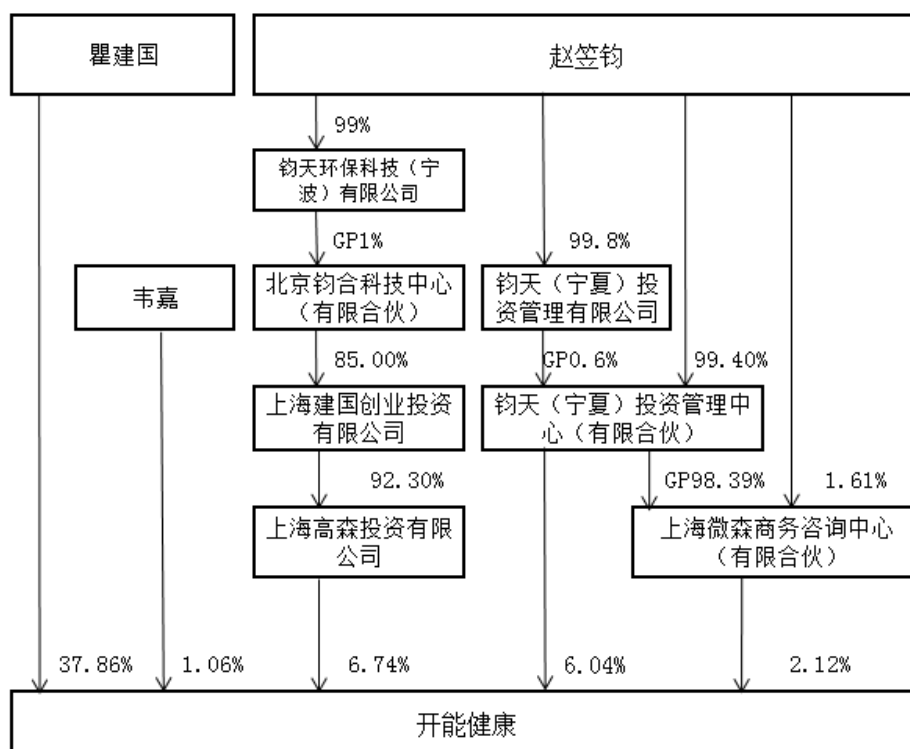 瞿建国
赵笠钧
99%
钧天环保科技（宁
波）有限公司
GP1%
99.8%
韦嘉
北京钧合科技中心
（有限合伙）
钧天（宁夏）投
资管理有限公司
85.00%
GP0.6%
99.40%
上海建国创业投资
有限公司
钧天（宁夏）投资管理中
心（有限合伙）
92.30%
GP98.39%
1.61%
上海高森投资有限
公司
上海微森商务咨询中心
（有限合伙）
37.86%
1.06%
6.74%
6.04%
2.12%
开能健康